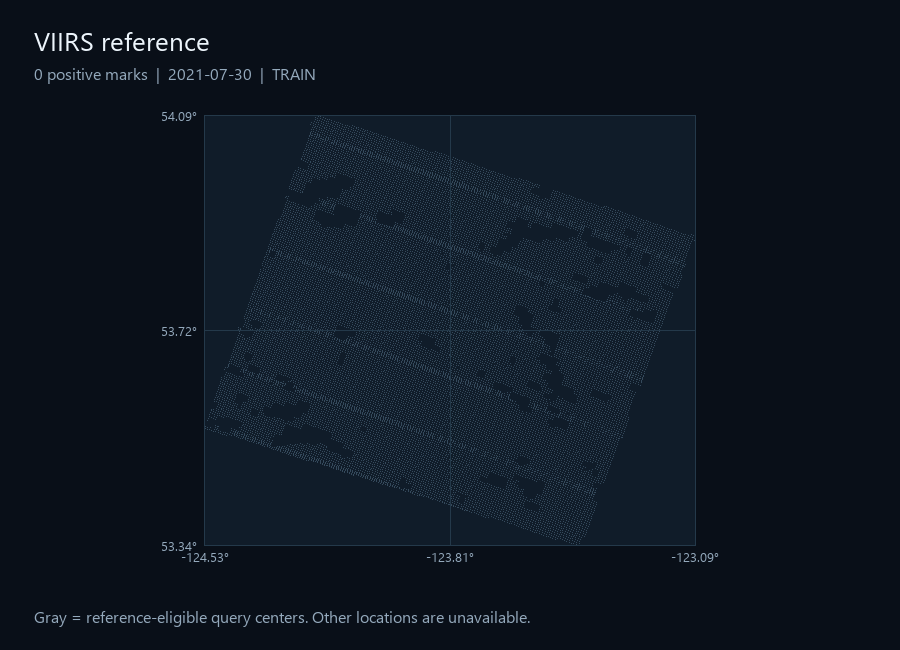 VIIRS reference
0 positive marks | 2021-07-30 | TRAIN
54.09°
53.72°
53.34°
-124.53°
-123.81°
-123.09°
Gray = reference-eligible query centers. Other locations are unavailable.